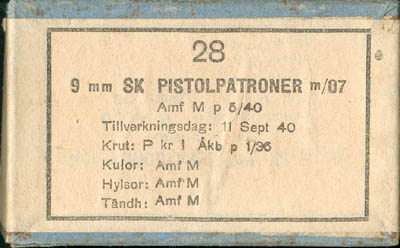 28
9 mm SK PISTOLPATRONER m/07
Amf M p 5/40
Tillverkningsdag: 11 Sept 40
Krut: P kr I Åkb p 1/36
Kulor: Amf M
Hylsor: Amf M
Tändh: Amf M